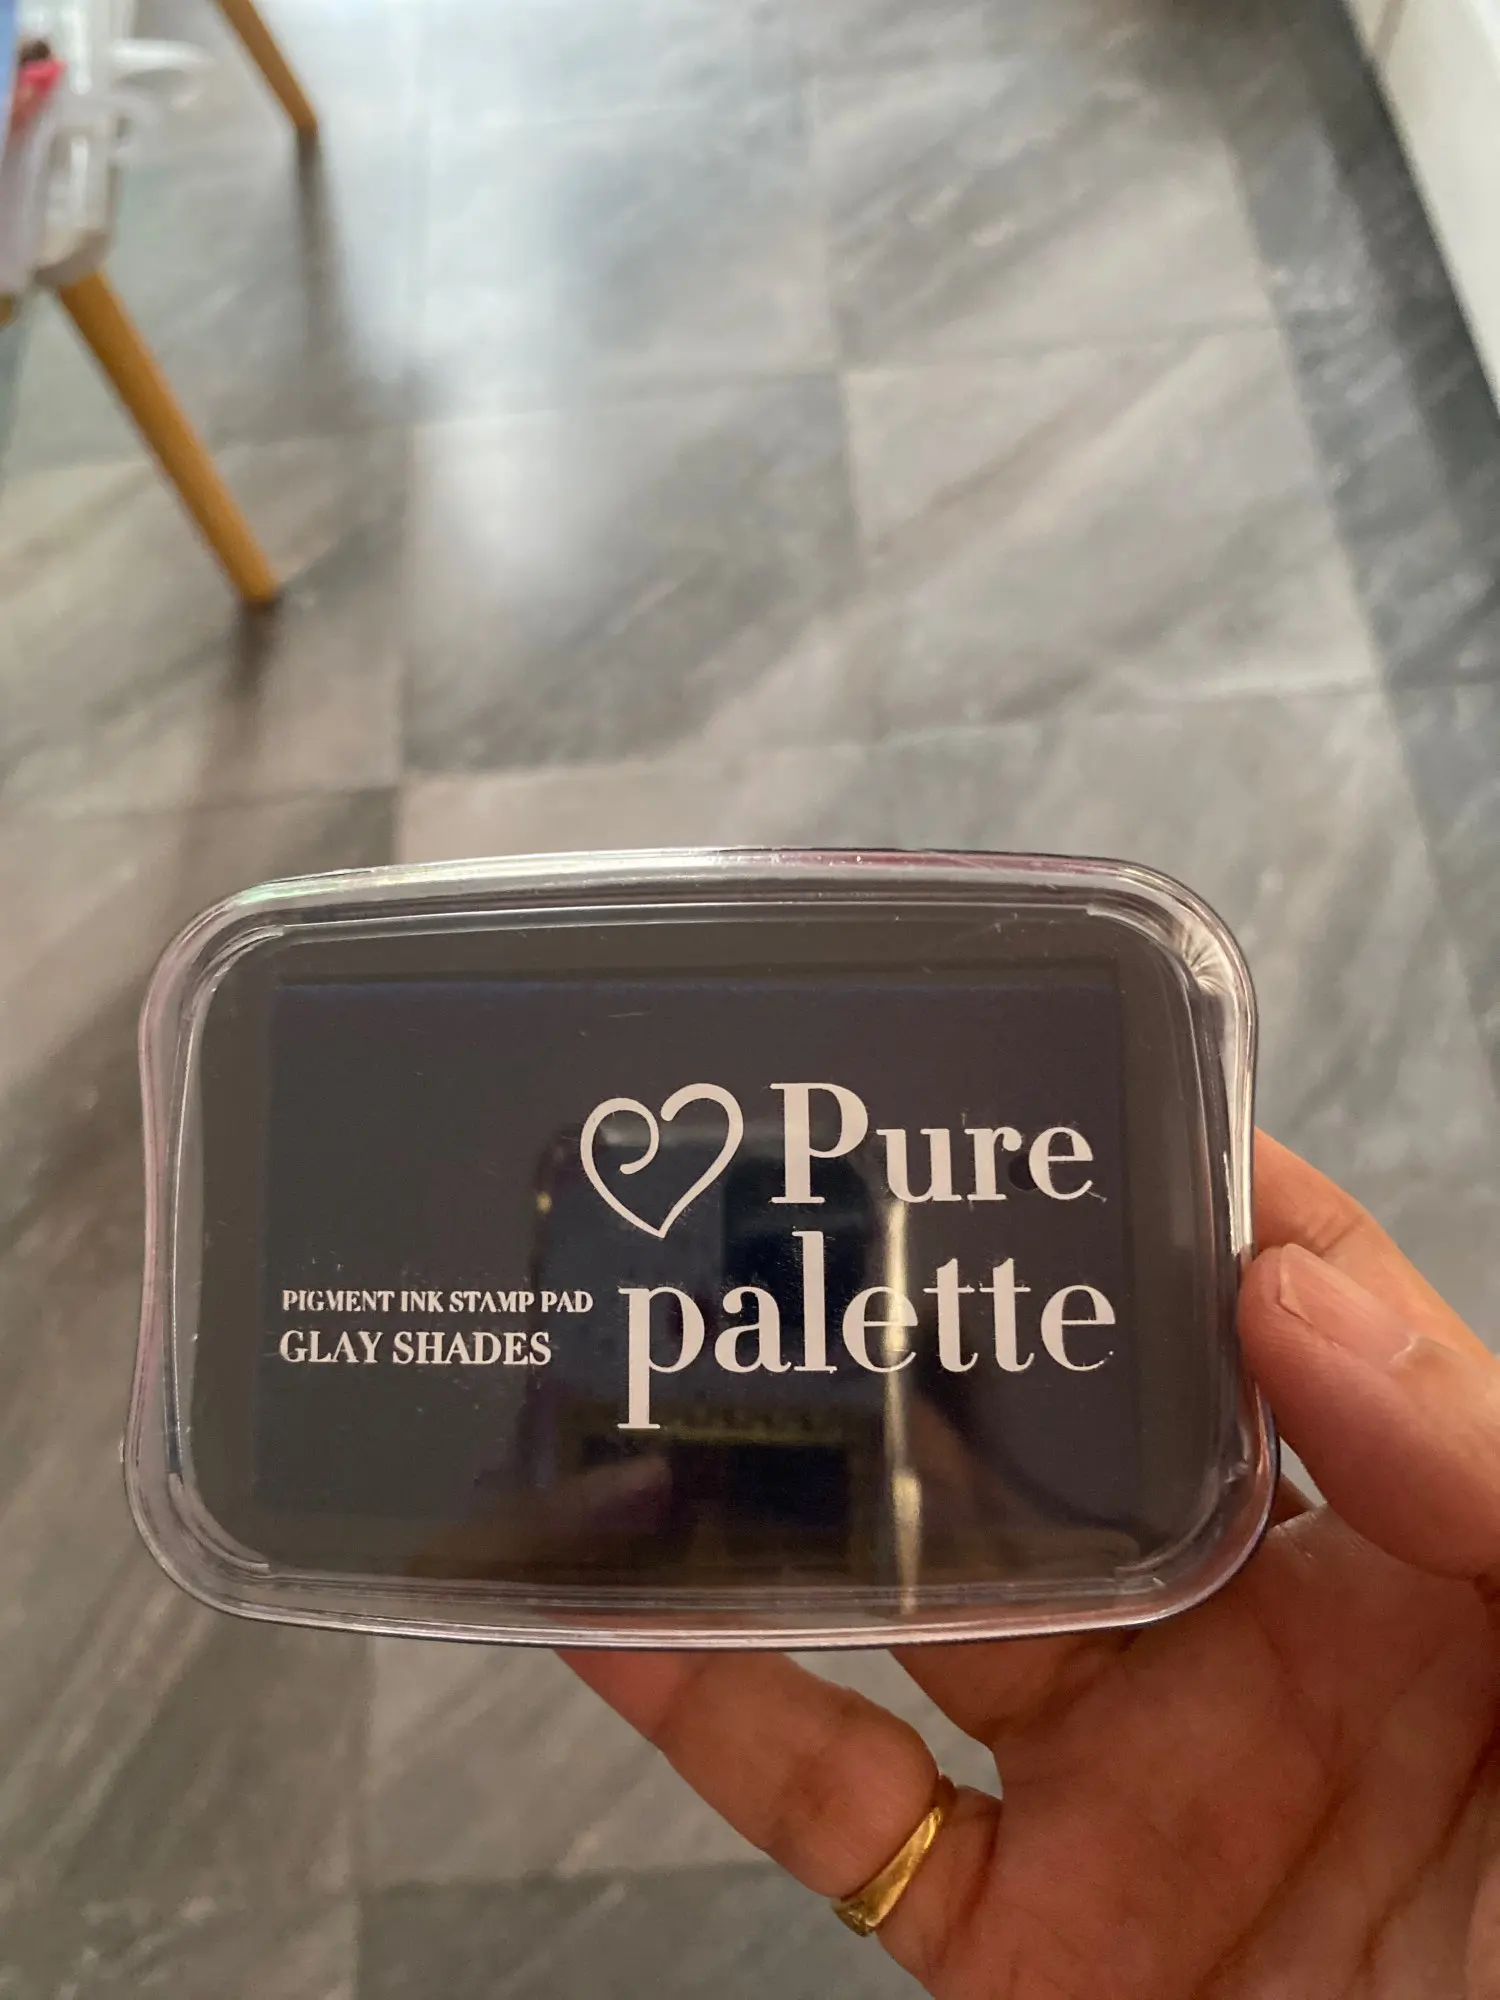 Pure
palette
PIGMENT INK STAMP PAD
GLAY SHADES